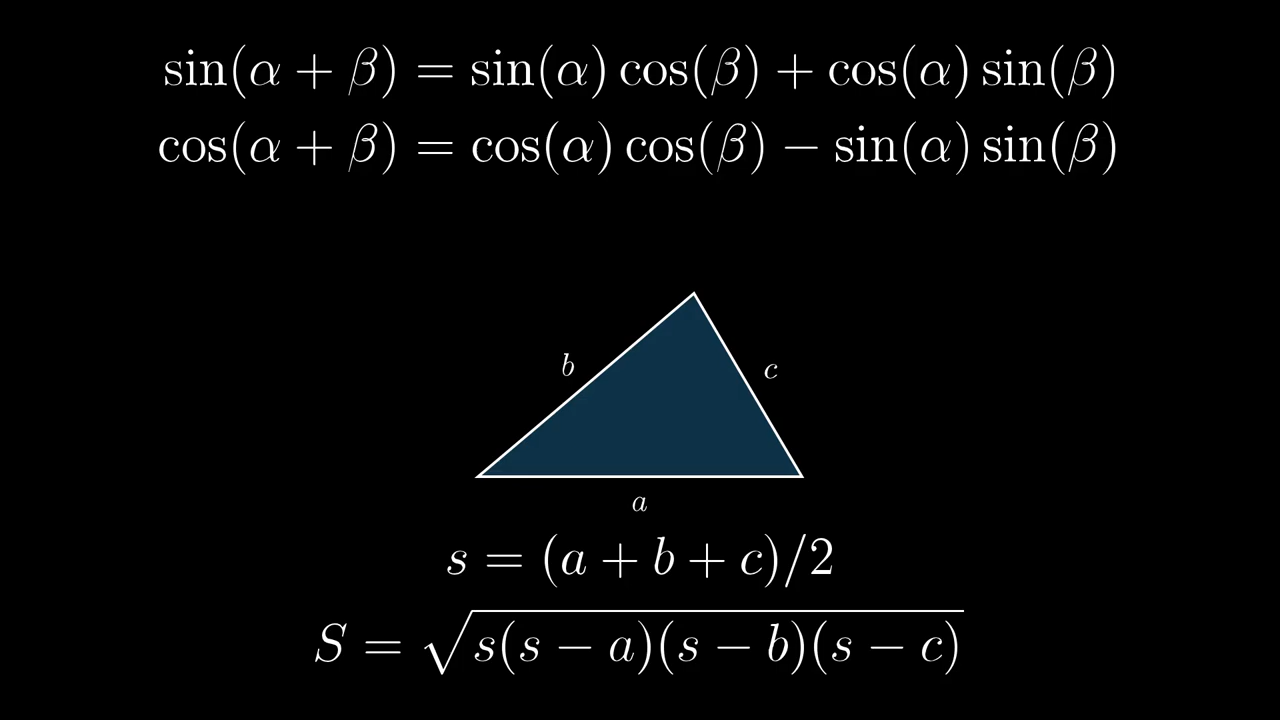 sin(α + β) = sin(α) cos(β) + cos(α) sin(β)
cos(α + β) = cos(α) cos(β) − sin(α) sin(β)
b
c
a
s = (a + b + c)/2
S = √s(s − a)(s − b)(s − c)